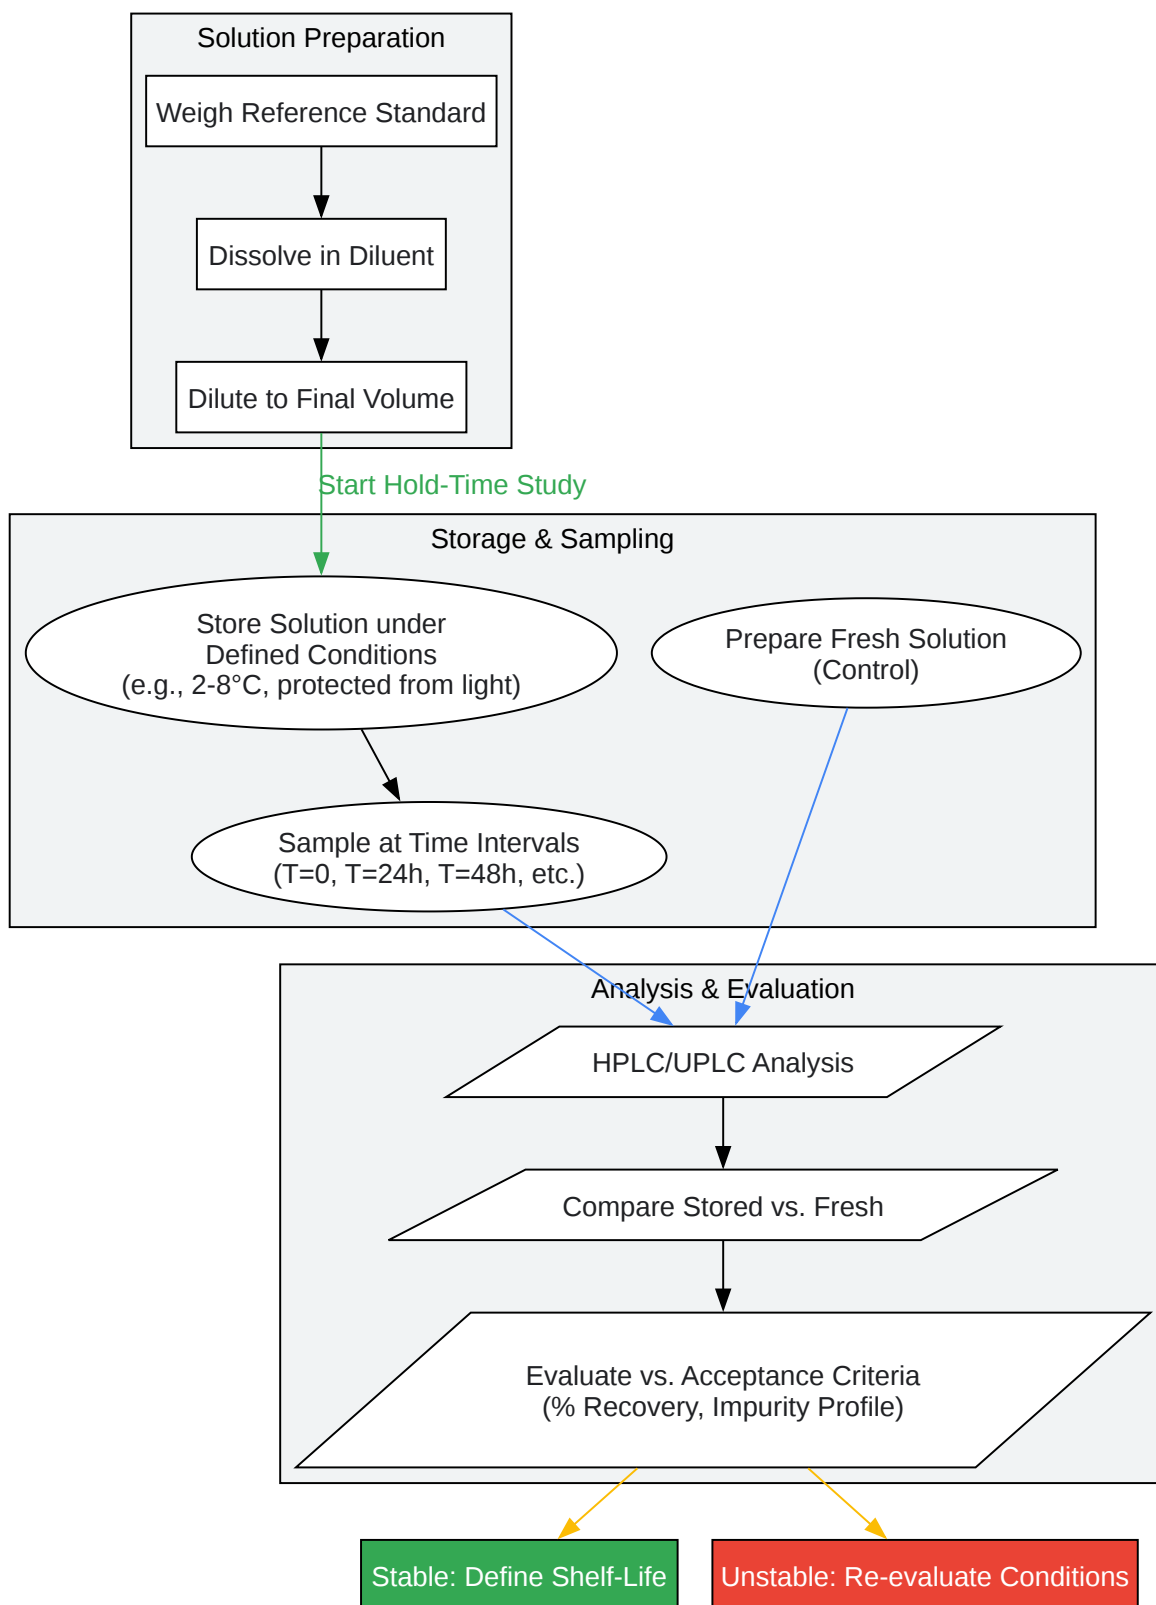 Solution Preparation
Weigh Reference Standard
Dissolve in Diluent
Dilute to Final Volume
Start Hold-Time Study
Storage & Sampling
Store Solution under
Defined Conditions
(e.g., 2-8°C, protected from light)
Prepare Fresh Solution
(Control)
Sample at Time Intervals
(T=0, T=24h, T=48h, etc.)
Analysis & Evaluation
HPLC/UPLC Analysis
Compare Stored vs. Fresh
Evaluate vs. Acceptance Criteria
(% Recovery, Impurity Profile)
Stable: Define Shelf-Life
Unstable: Re-evaluate Conditions